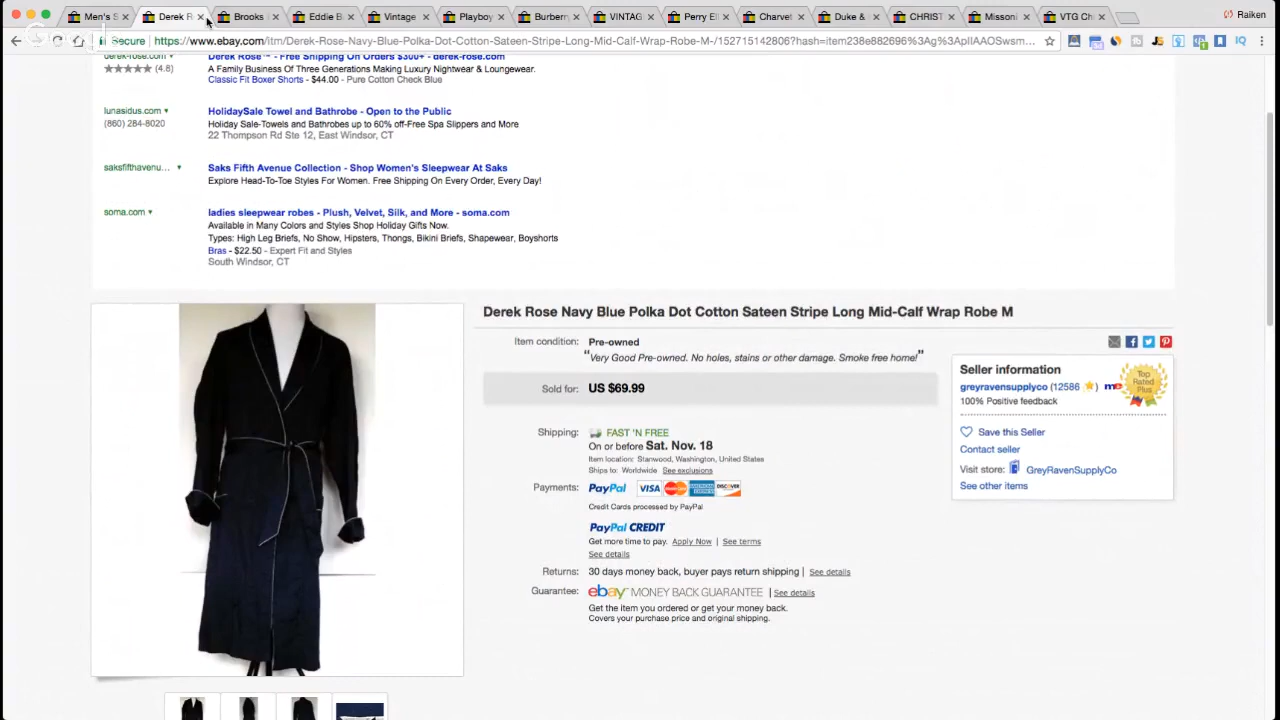 Men's S
Derek R
Brooks
Eddie B
Vintage
Playboy
Burberr
VINTAG
Perry El
Charvet
Duke &
CHRIST
Missoni
VTG Ch
Raiken
Secure https://www.ebay.com/itm/Derek-Rose-Navy-Blue-Polka-Dot-Cotton-Sateen-Stripe-Long-Mid-Calf-Wrap-Robe-M-/152715142806?hash=item238e882696%3Ag%3ApIIAAOSwsm...
derek-rose.com
Derek Rose™ - Free Shipping On Orders $300+ - derek-rose.com
(4.8)
A Family Business Of Three Generations Making Luxury Nightwear & Loungewear.
Classic Fit Boxer Shorts - $44.00 - Pure Cotton Check Blue
lunasidus.com
HolidaySale Towel and Bathrobe - Open to the Public
(860) 284-8020
Holiday Sale-Towels and Bathrobes up to 60% off-Free Spa Slippers and More
22 Thompson Rd Ste 12, East Windsor, CT
saksfifthavenu...
Saks Fifth Avenue Collection - Shop Women's Sleepwear At Saks
Explore Head-To-Toe Styles For Women. Free Shipping On Every Order, Every Day!
soma.com
ladies sleepwear robes - Plush, Velvet, Silk, and More - soma.com
Available in Many Colors and Styles Shop Holiday Gifts Now.
Types: High Leg Briefs, No Show, Hipsters, Thongs, Bikini Briefs, Shapewear, Boyshorts
Bras - $22.50 - Expert Fit and Styles
South Windsor, CT
Derek Rose Navy Blue Polka Dot Cotton Sateen Stripe Long Mid-Calf Wrap Robe M
Item condition: Pre-owned
"Very Good Pre-owned. No holes, stains or other damage. Smoke free home!"
Sold for: US $69.99
Shipping: FAST 'N FREE
On or before Sat. Nov. 18
Item location: Stanwood, Washington, United States
Ships to: Worldwide See exclusions
Payments: PayPal VISA MasterCard AMERICAN EXPRESS DISCOVER
Credit Cards processed by PayPal
PayPal CREDIT
Get more time to pay. Apply Now | See terms
See details
Returns: 30 days money back, buyer pays return shipping | See details
Guarantee: ebay MONEY BACK GUARANTEE | See details
Get the item you ordered or get your money back.
Covers your purchase price and original shipping.
Seller information
greyravensupplyco (12586 ) me
100% Positive feedback
Top
Rated
Plus
Save this Seller
Contact seller
Visit store: GreyRavenSupplyCo
See other items